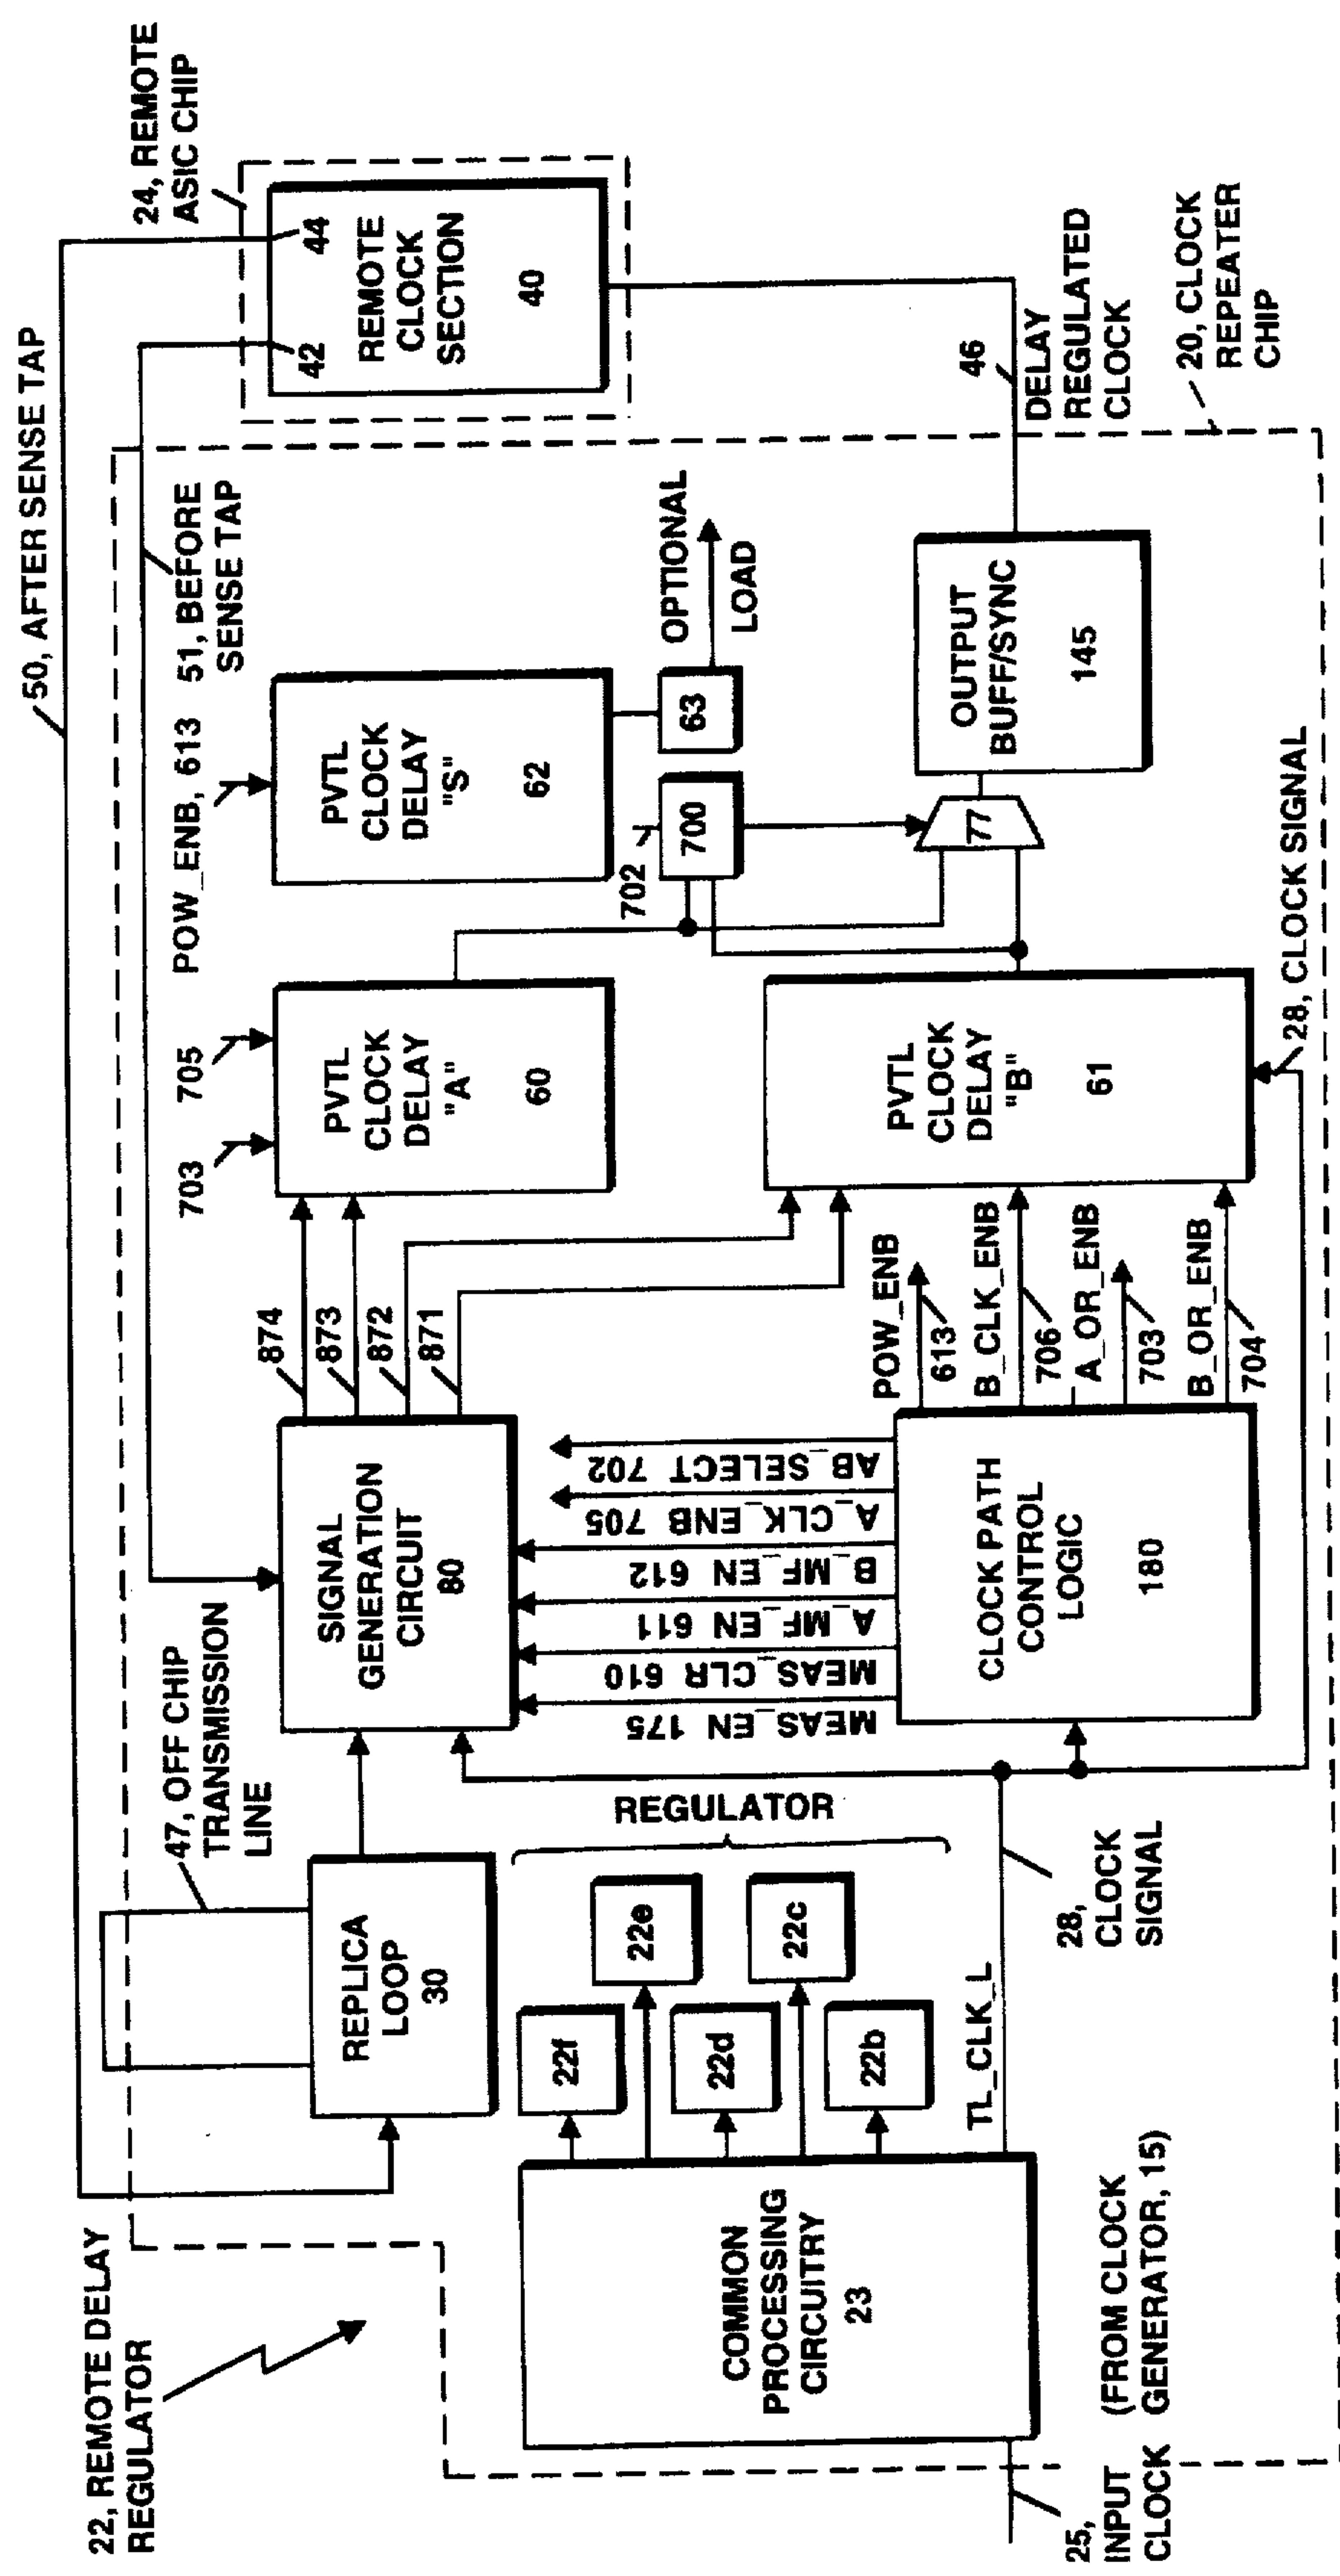 22, REMOTE DELAY
REGULATOR
50, AFTER SENSE TAP
24, REMOTE
ASIC CHIP
47, OFF CHIP
TRANSMISSION
LINE
51, BEFORE
SENSE TAP
POW_ENB, 613
703
705
REPLICA
LOOP
30
SIGNAL
GENERATION
CIRCUIT
80
874
873
872
871
PVTL
CLOCK
DELAY
"A"
60
PVTL
CLOCK
DELAY
"S"
62
42
44
REMOTE
CLOCK
SECTION
40
702
700
63
OPTIONAL
LOAD
REGULATOR
22f
22e
22d
22c
22b
COMMON
PROCESSING
CIRCUITRY
23
TL_CLK_L
MEAS_EN 175
MEAS_CLR 610
A_MF_EN 611
B_MF_EN 612
A_CLK_ENB 705
AB_SELECT 702
CLOCK PATH
CONTROL
LOGIC
180
POW_ENB
613
B_CLK_ENB
706
A_OR_ENB
703
B_OR_ENB
704
PVTL
CLOCK
DELAY
"B"
61
77
OUTPUT
BUFF/SYNC
145
46
DELAY
REGULATED
CLOCK
25,
INPUT
CLOCK
(FROM CLOCK
GENERATOR, 15)
28,
CLOCK
SIGNAL
28, CLOCK SIGNAL
20, CLOCK
REPEATER
CHIP